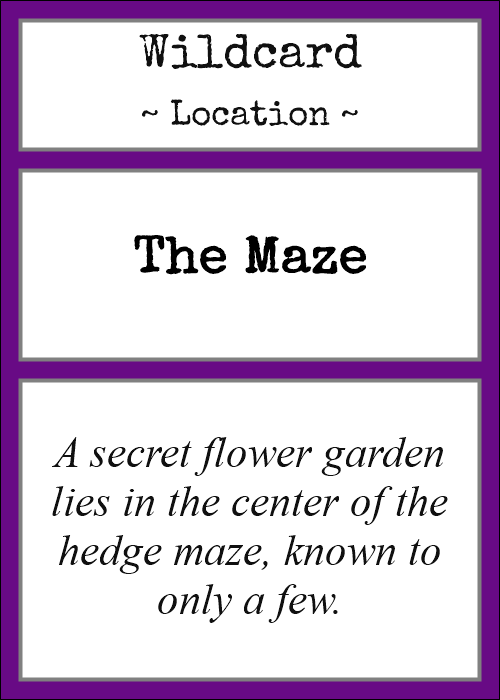 Wildcard
~ Location ~
The Maze
A secret flower garden
lies in the center of the
hedge maze, known to
only a few.